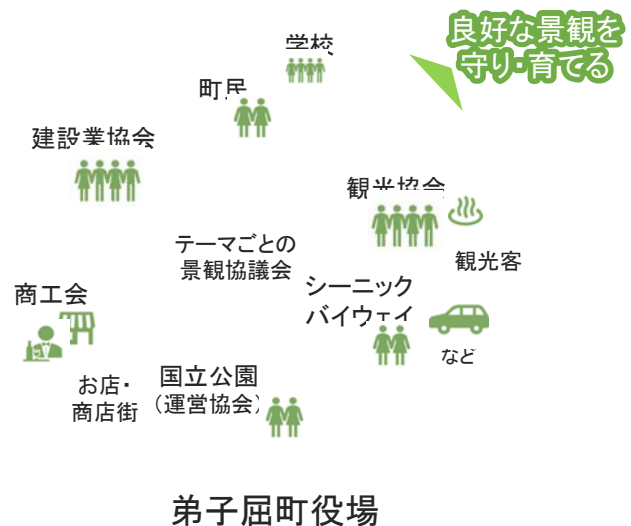 良好な景観を
守り・育てる
学校
町民
建設業協会
観光協会
テーマごとの
景観協議会
観光客
シーニック
バイウェイ
商工会
など
お店・
商店街
国立公園
（運営協会）
弟子屈町役場